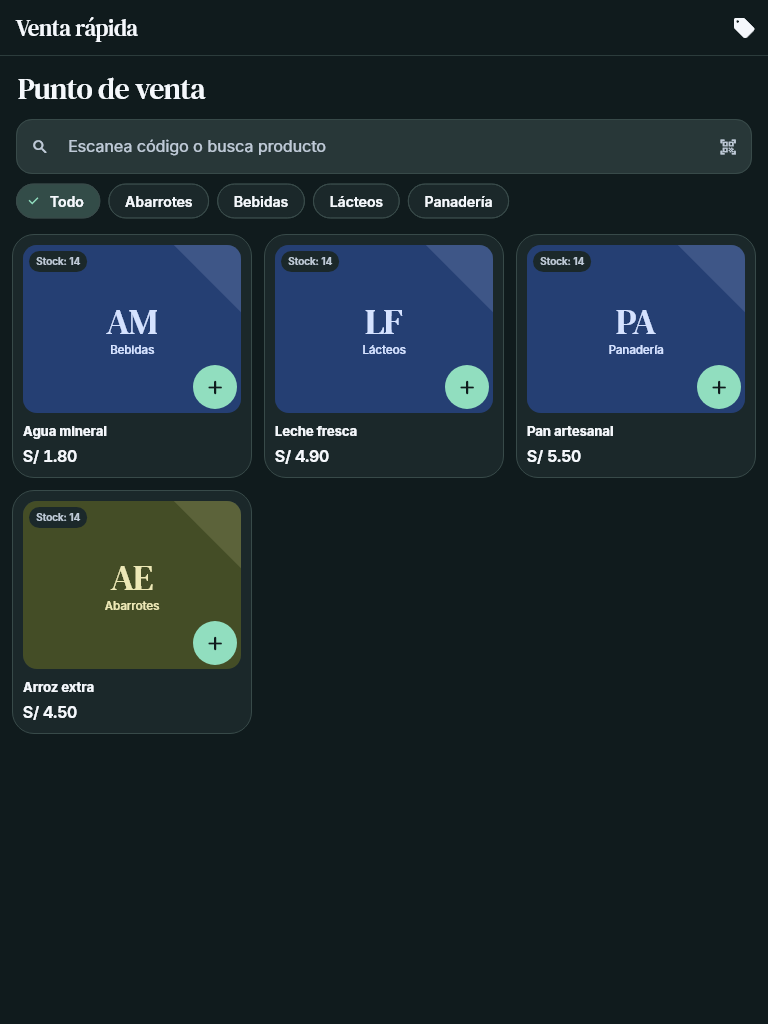 Venta rápida
Punto de venta
Escanea código o busca producto
Todo
Abarrotes
Bebidas
Lácteos
Panadería
Stock: 14
AM
Bebidas
Agua mineral
S/ 1.80
Stock: 14
LF
Lácteos
Leche fresca
S/ 4.90
Stock: 14
PA
Panadería
Pan artesanal
S/ 5.50
Stock: 14
AE
Abarrotes
Arroz extra
S/ 4.50